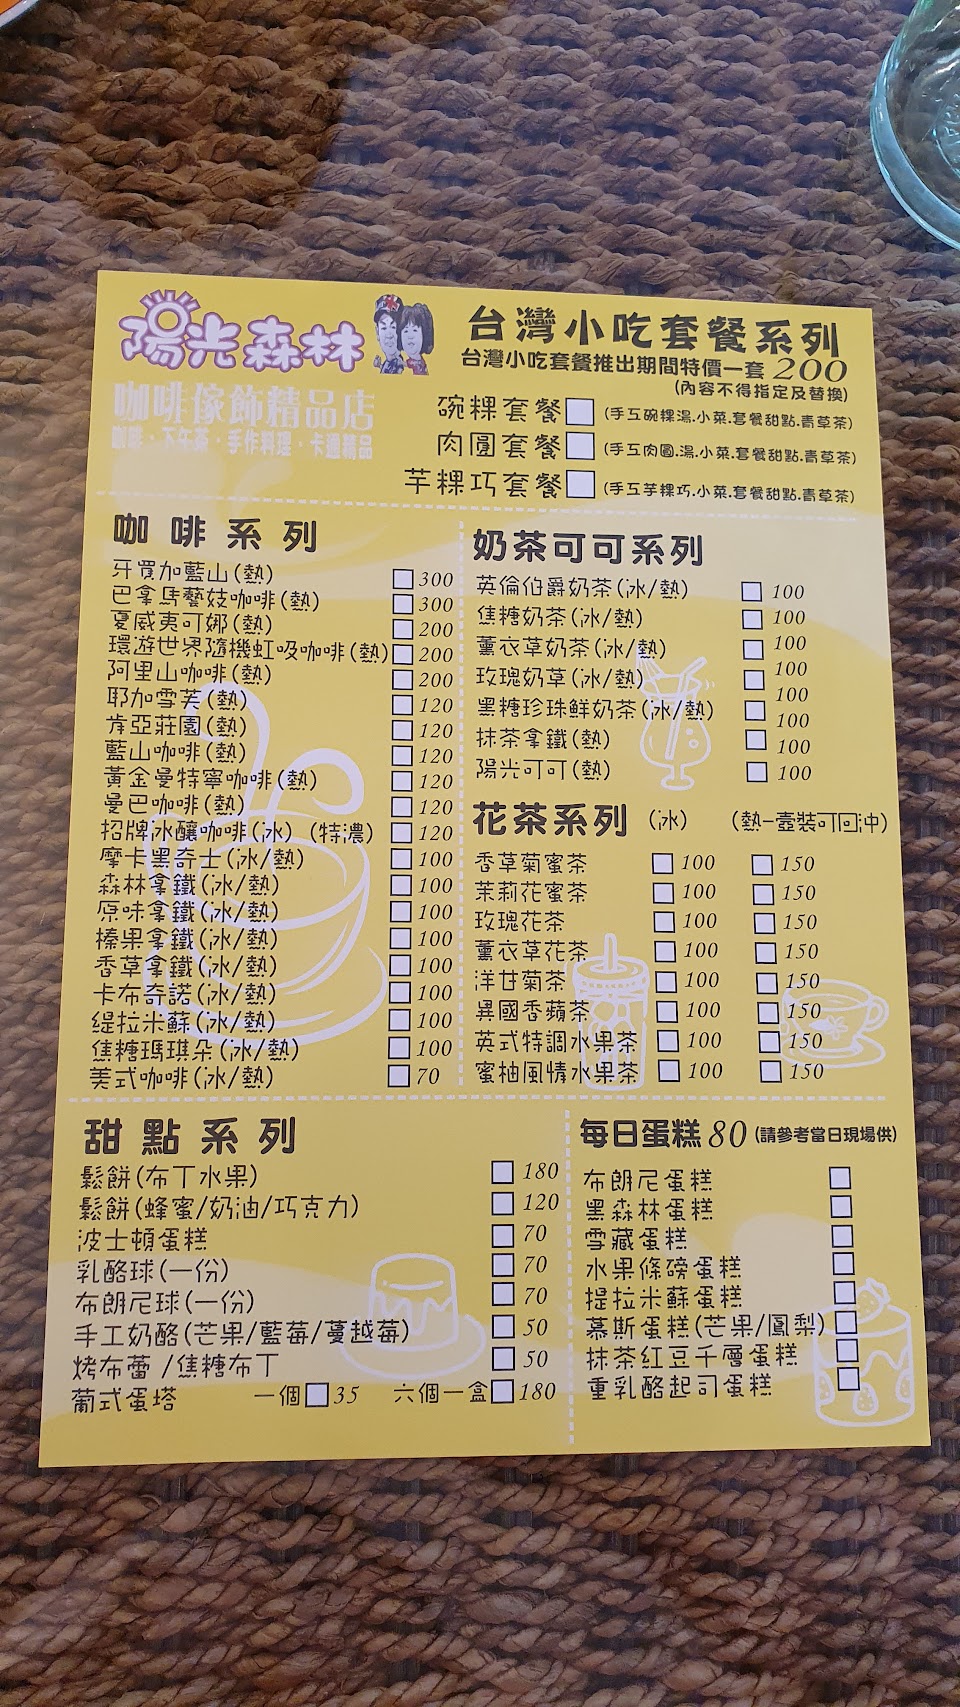 陽光森林
咖啡傢飾精品店
咖啡・下午茶・手作料理・卡通精品
台灣小吃套餐系列
台灣小吃套餐推出期間特價一套 200
(內容不得指定及替換)
碗粿套餐□(手工碗粿.湯.小菜.套餐甜點.青草茶)
肉圓套餐□(手工肉圓.湯.小菜.套餐甜點.青草茶)
芋粿巧套餐□(手工芋粿巧.小菜.套餐甜點.青草茶)
咖啡系列
牙買加藍山(熱) □300
巴拿馬藝妓咖啡(熱) □300
夏威夷可娜(熱) □200
環遊世界隨機虹吸咖啡(熱) □200
阿里山咖啡(熱) □200
耶加雪芙(熱) □120
肯亞莊園(熱) □120
藍山咖啡(熱) □120
黃金曼特寧咖啡(熱) □120
曼巴咖啡(熱) □120
招牌冰釀咖啡(冰)(特濃) □120
摩卡黑奇士(冰/熱) □100
森林拿鐵(冰/熱) □100
原味拿鐵(冰/熱) □100
榛果拿鐵(冰/熱) □100
香草拿鐵(冰/熱) □100
卡布奇諾(冰/熱) □100
缇拉米蘇(冰/熱) □100
焦糖瑪琪朵(冰/熱) □100
美式咖啡(冰/熱) □70
奶茶可可系列
英倫伯爵奶茶(冰/熱) □ 100
焦糖奶茶(冰/熱) □ 100
薰衣草奶茶(冰/熱) □ 100
玫瑰奶草(冰/熱) □ 100
黑糖珍珠鮮奶茶(冰/熱) □ 100
抹茶拿鐵(熱) □ 100
陽光可可(熱) □ 100
100
花茶系列 (冰) (熱-壺裝可回沖)
香草菊蜜茶 □100 □150
茉莉花蜜茶 □100 □150
玫瑰花茶 □100 □150
薰衣草花茶 □100 □150
洋甘菊茶 □100 □150
異國香蘋茶 □100 □150
英式特調水果茶 □100 □150
蜜柚風情水果茶 □100 □150
甜點系列
鬆餅(布丁水果) □180
鬆餅(蜂蜜/奶油/巧克力) □120
波士頓蛋糕 □70
乳酪球(一份) □70
布朗尼球(一份) □70
手工奶酪(芒果/藍莓/蔓越莓) □50
烤布蕾 /焦糖布丁 □50
葡式蛋塔 一個□35 六個一盒□180
每日蛋糕 80 (請參考當日現場供)
布朗尼蛋糕 □
黑森林蛋糕 □
雪藏蛋糕 □
水果條磅蛋糕 □
提拉米蘇蛋糕 □
慕斯蛋糕(芒果/鳳梨) □
抹茶紅豆千層蛋糕 □
重乳酪起司蛋糕 □